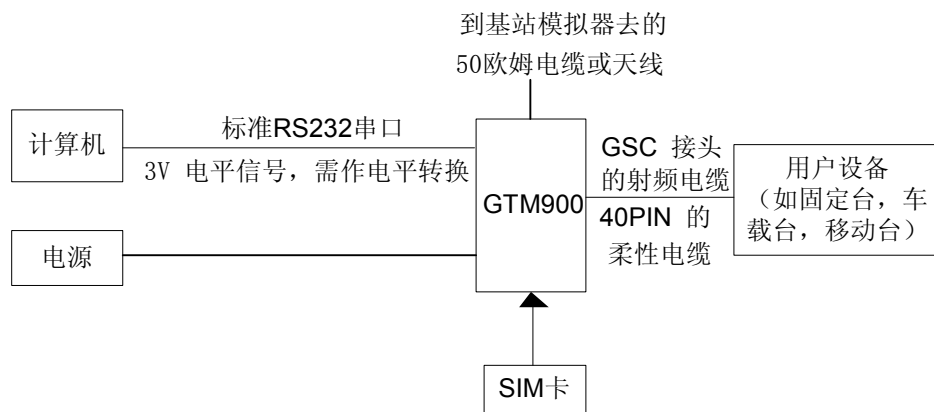 到基站模拟器去的
50欧姆电缆或天线
计算机
标准RS232串口
3V 电平信号，需作电平转换
GTM900
GSC 接头
的射频电缆
40PIN 的
柔性电缆
用户设备
（如固定台，车
载台，移动台）
电源
SIM卡